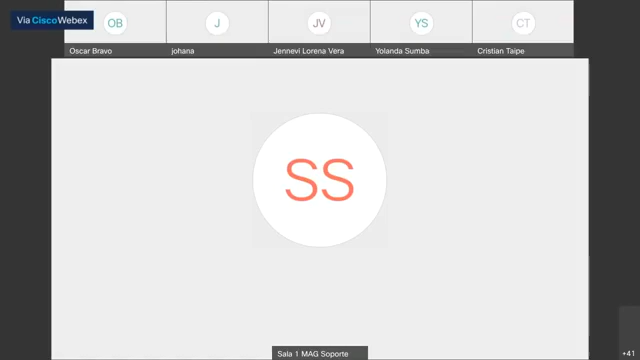 Via CiscoWebex
OB
J
JV
YS
CT
Oscar Bravo
johana
Jennevi Lorena Vera
Yolanda Sumba
Cristian Taipe
SS
Sala 1 MAG Soporte
+41